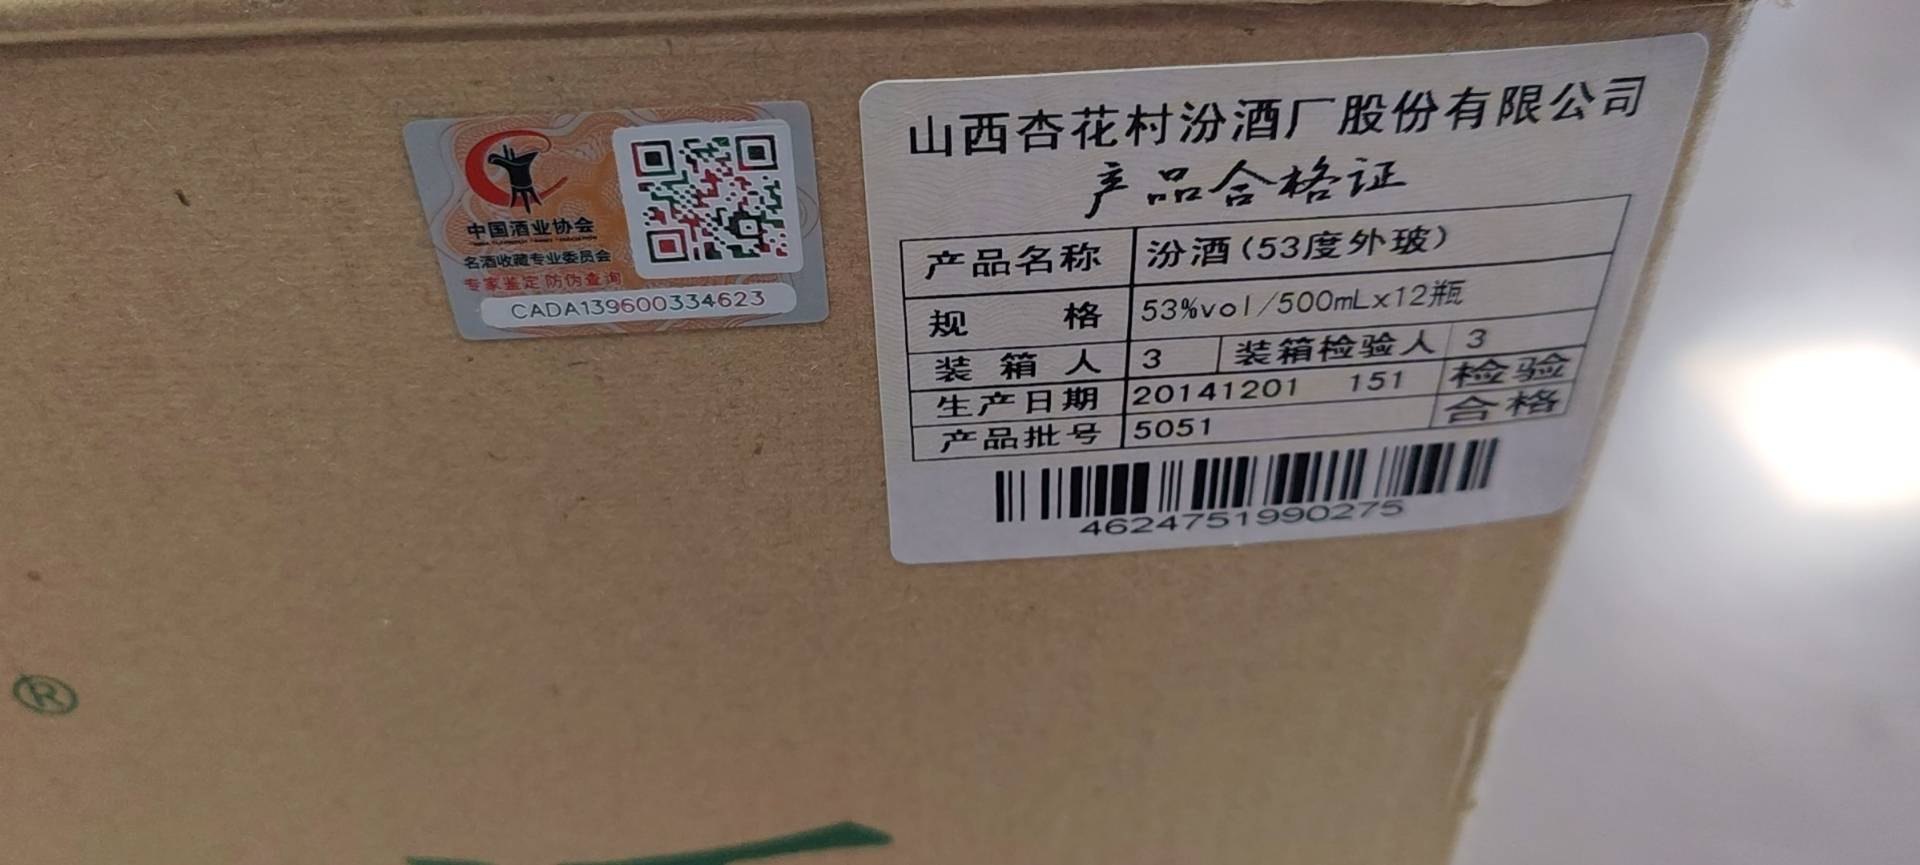 中国酒业协会
名酒收藏专业委员会
专家鉴定 防伪查询
CADA139600334623
山西杏花村汾酒厂股份有限公司
产品合格证
产品名称 汾酒(53度外玻)
规 格 53%vol/500mLx12瓶
装 箱 人 3 装箱检验人 3
生产日期 20141201 151 检验
产品批号 5051 合格
4624751990275
®